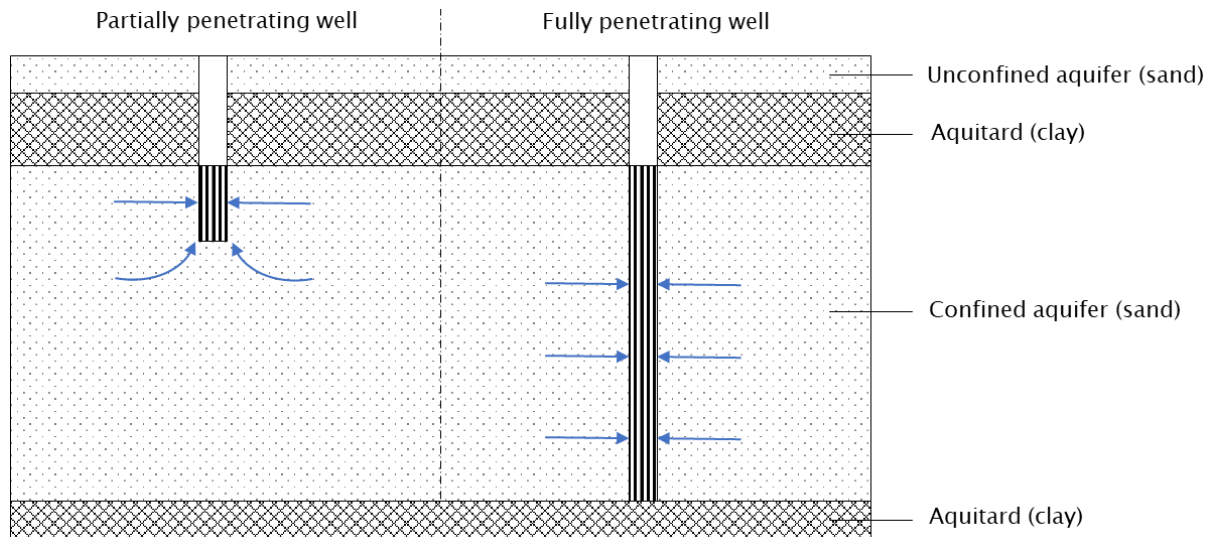 Partially penetrating well
Fully penetrating well
Unconfined aquifer (sand)
Aquitard (clay)
Confined aquifer (sand)
Aquitard (clay)